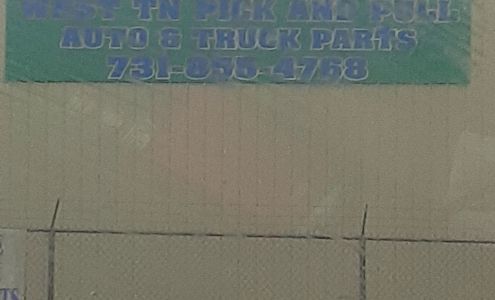 WEST TN PICK AND PULL
AUTO & TRUCK PARTS
731-855-4768